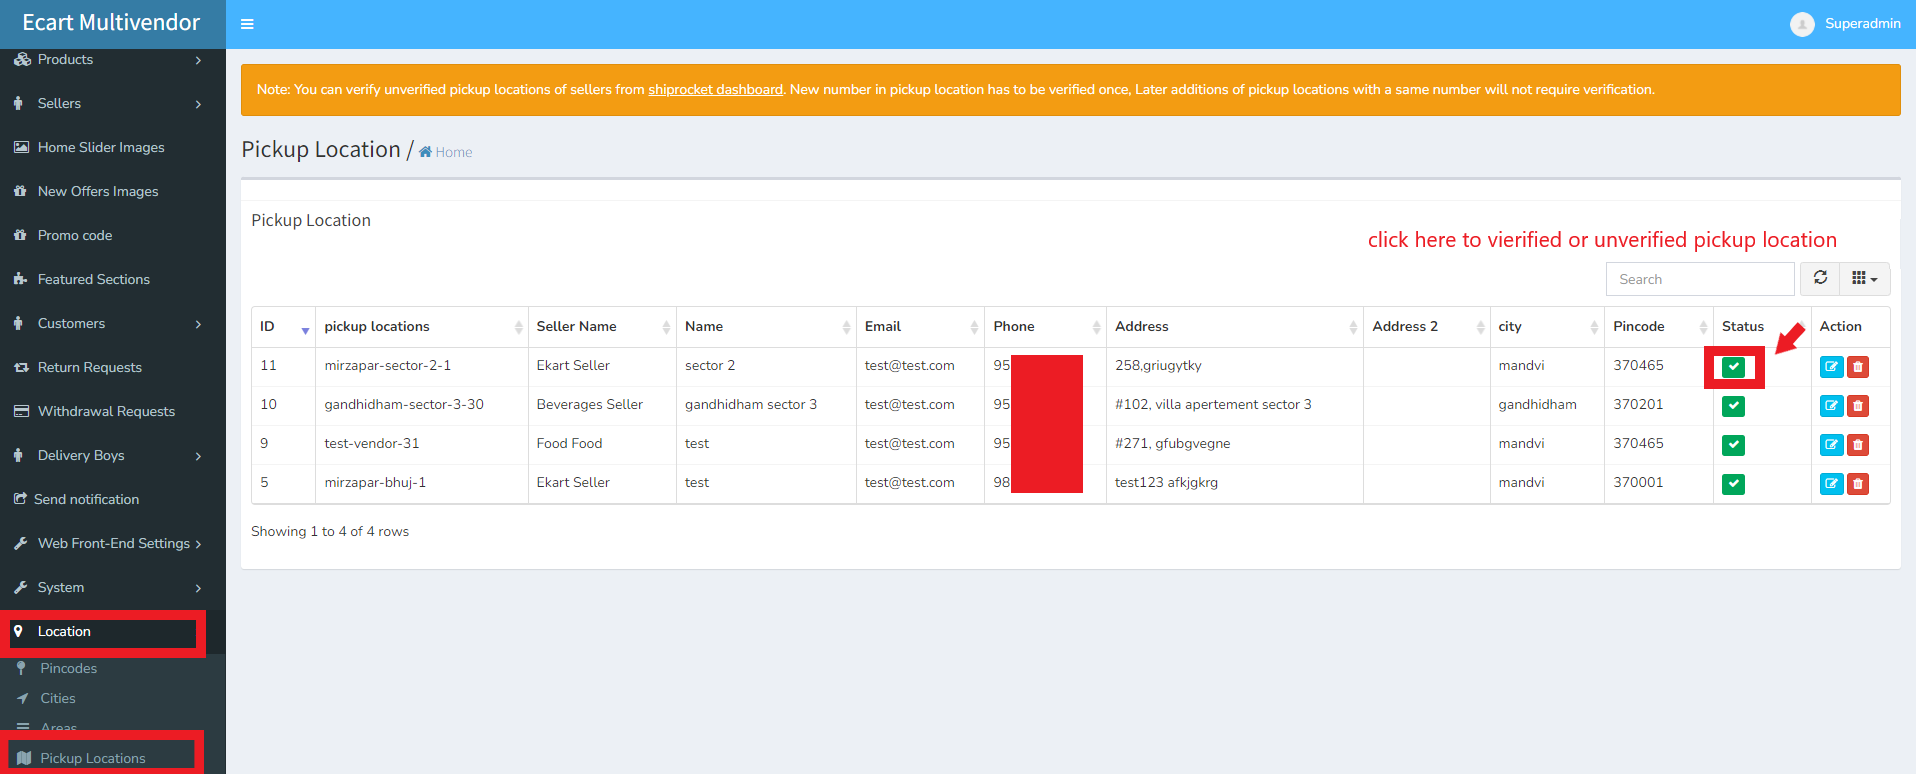 Ecart Multivendor
Superadmin
Products
Sellers
Home Slider Images
New Offers Images
Promo code
Featured Sections
Customers
Return Requests
Withdrawal Requests
Delivery Boys
Send notification
Web Front-End Settings
System
Location
Pincodes
Cities
Areas
Pickup Locations
Note: You can verify unverified pickup locations of sellers from shiprocket dashboard. New number in pickup location has to be verified once, Later additions of pickup locations with a same number will not require verification.
Pickup Location / Home
Pickup Location
click here to vierified or unverified pickup location
Search
ID pickup locations Seller Name Name Email Phone Address Address 2 city Pincode Status Action
11 mirzapar-sector-2-1 Ekart Seller sector 2 test@test.com 95 258,griugytky mandvi 370465
10 gandhidham-sector-3-30 Beverages Seller gandhidham sector 3 test@test.com 95 #102, villa apertement sector 3 gandhidham 370201
9 test-vendor-31 Food Food test test@test.com 95 #271, gfubgvegne mandvi 370465
5 mirzapar-bhuj-1 Ekart Seller test test@test.com 98 test123 afkjgkrg mandvi 370001
Showing 1 to 4 of 4 rows